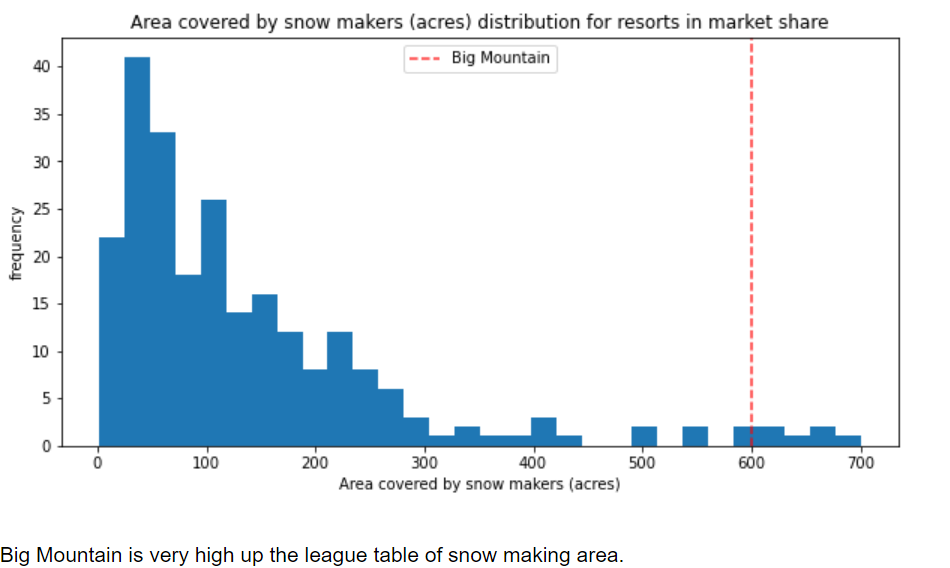 Area covered by snow makers (acres) distribution for resorts in market share
Big Mountain
frequency
40
35
30
25
20
15
10
5
0
0 100 200 300 400 500 600 700
Area covered by snow makers (acres)
Big Mountain is very high up the league table of snow making area.